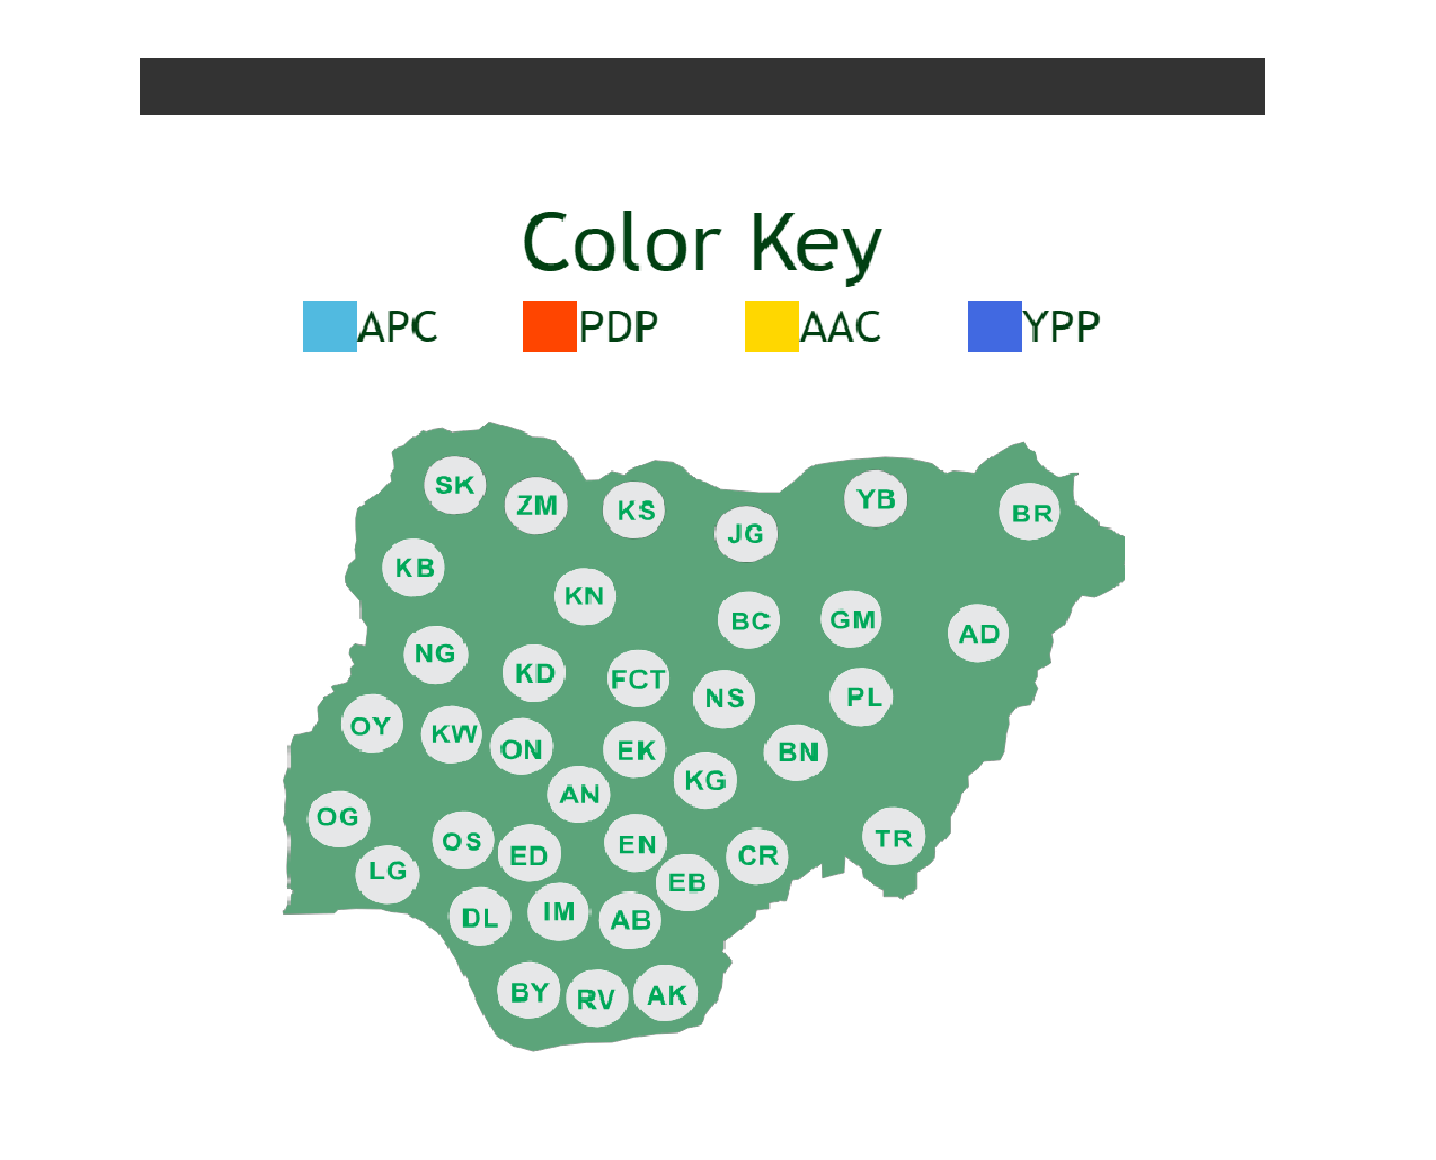 Color Key
APC PDP AAC YPP
SK ZM KS YB BR
JG
KB KN
BC GM AD
NG KD FCT NS PL
OY KW ON EK BN
AN KG
OG OS ED EN CR TR
LG EB
DL IM AB
BY RV AK